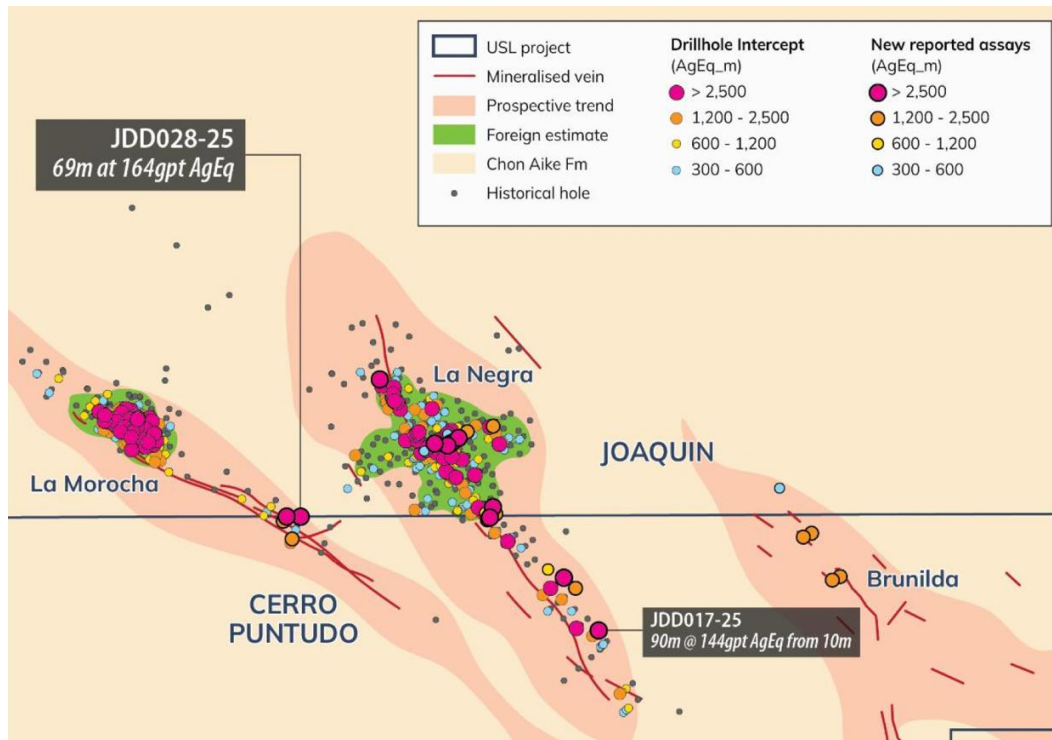 USL project
Mineralised vein
Prospective trend
Foreign estimate
Chon Aike Fm
Historical hole
Drillhole Intercept
(AgEq_m)
> 2,500
1,200 - 2,500
600 - 1,200
300 - 600
New reported assays
(AgEq_m)
> 2,500
1,200 - 2,500
600 - 1,200
300 - 600
JDD028-25
69m at 164gpt AgEq
La Negra
JOAQUIN
La Morocha
Brunilda
CERRO
PUNTUDO
JDD017-25
90m @ 144gpt AgEq from 10m